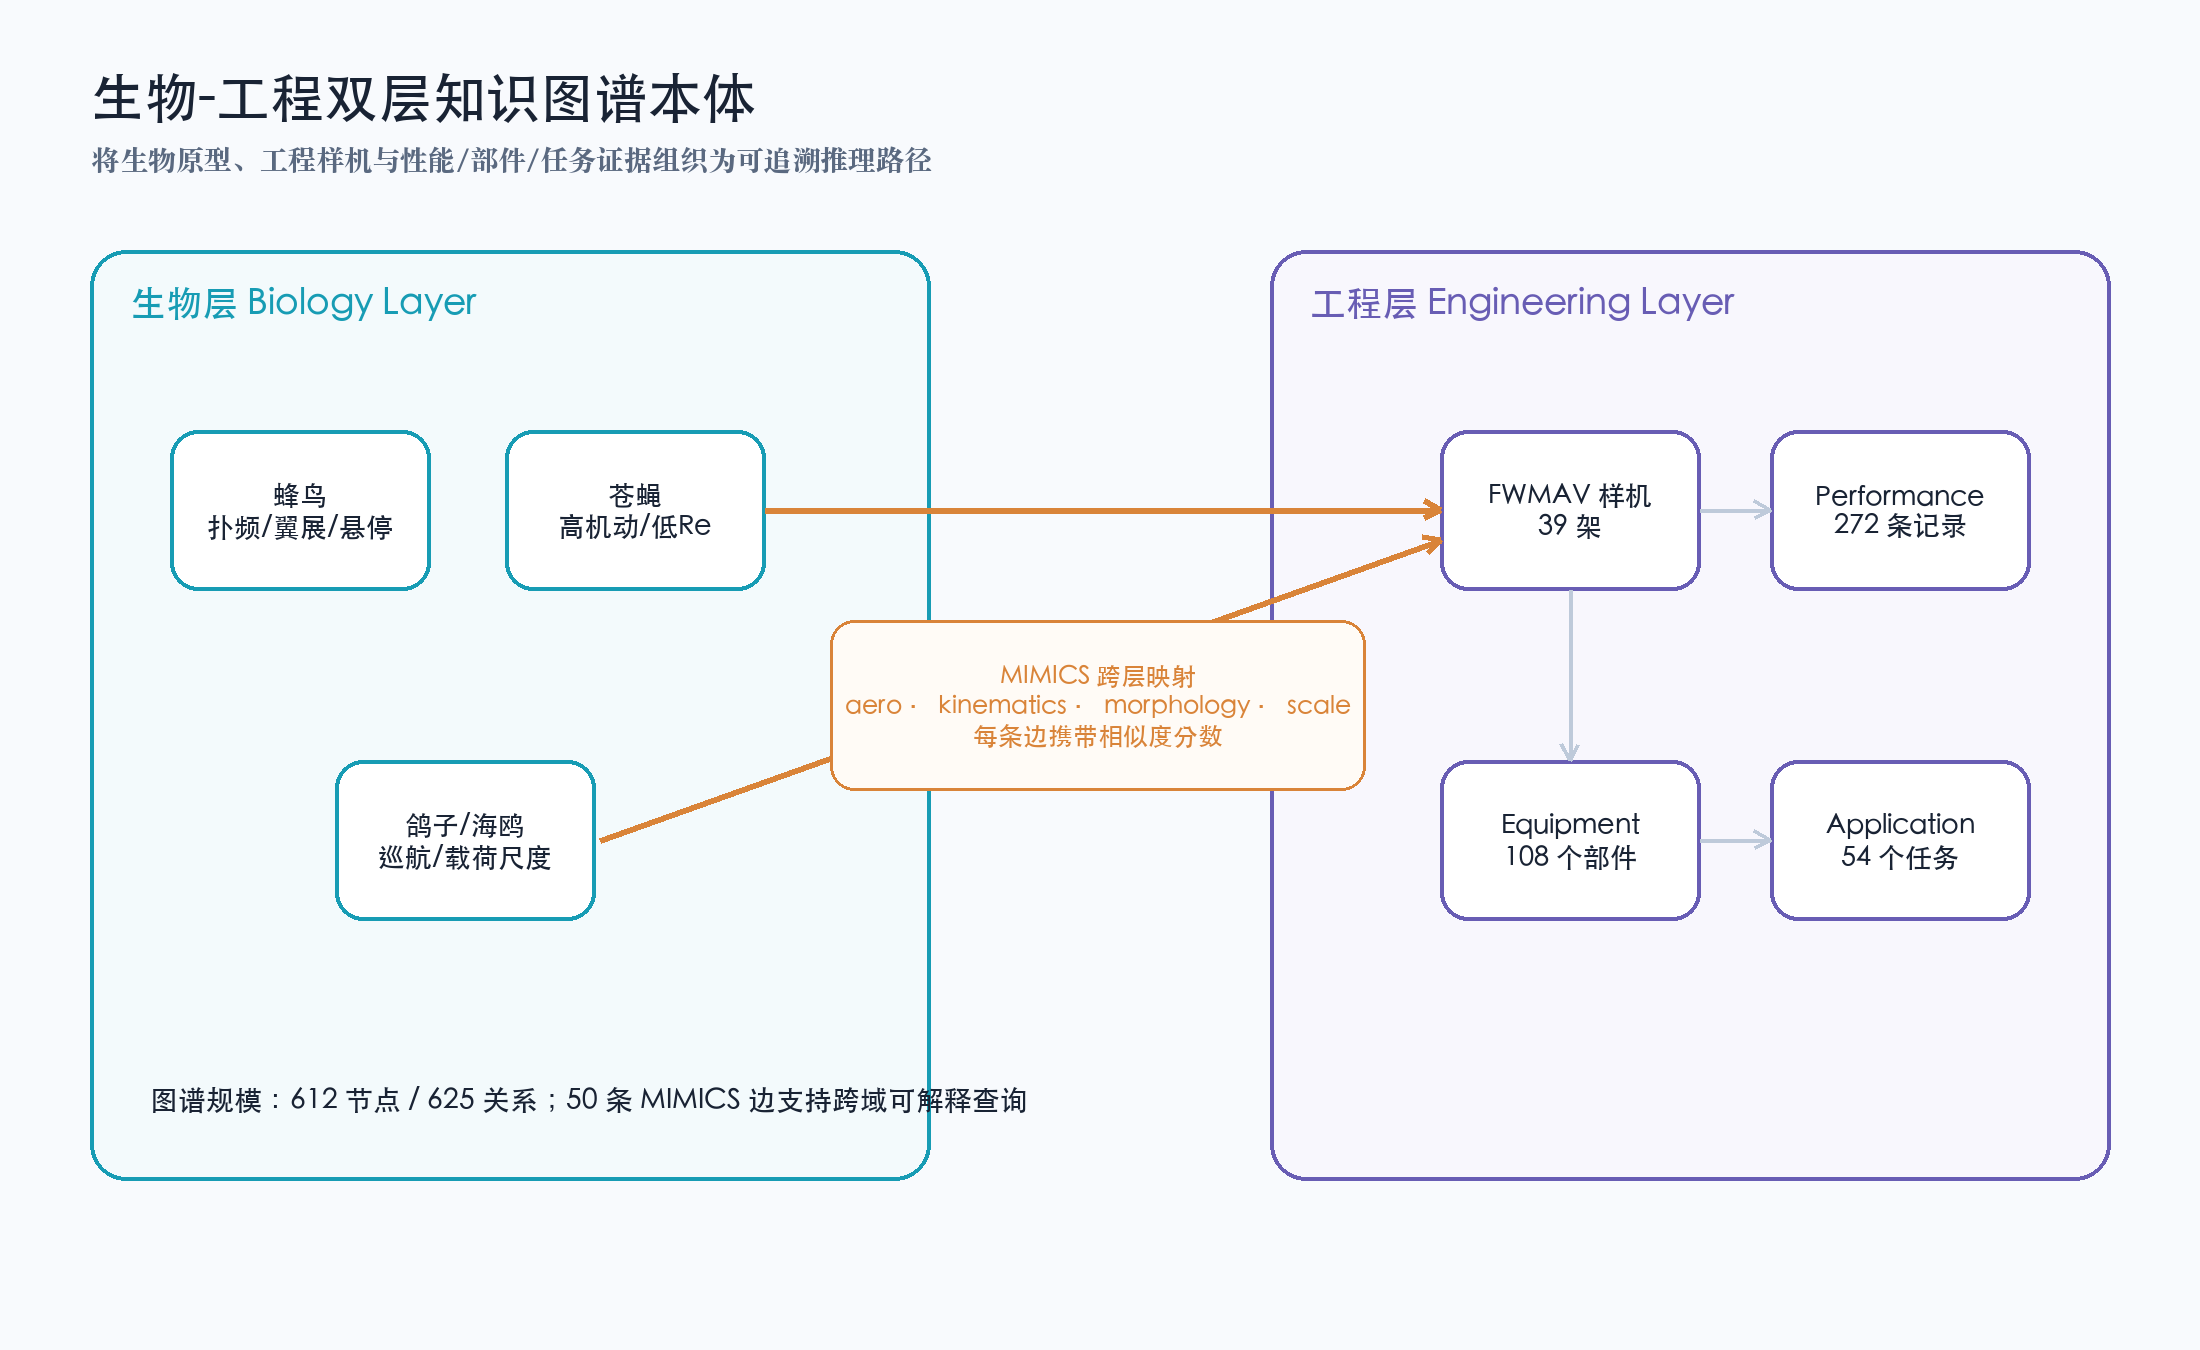 生物-工程双层知识图谱本体
将生物原型、工程样机与性能/部件/任务证据组织为可追溯推理路径
生物层 Biology Layer
蜂鸟
扑频/翼展/悬停
苍蝇
高机动/低Re
鸽子/海鸥
巡航/载荷尺度
图谱规模：612 节点 / 625 关系；50 条 MIMICS 边支持跨域可解释查询
MIMICS 跨层映射
aero · kinematics · morphology · scale
每条边携带相似度分数
工程层 Engineering Layer
FWMAV 样机
39 架
Performance
272 条记录
Equipment
108 个部件
Application
54 个任务